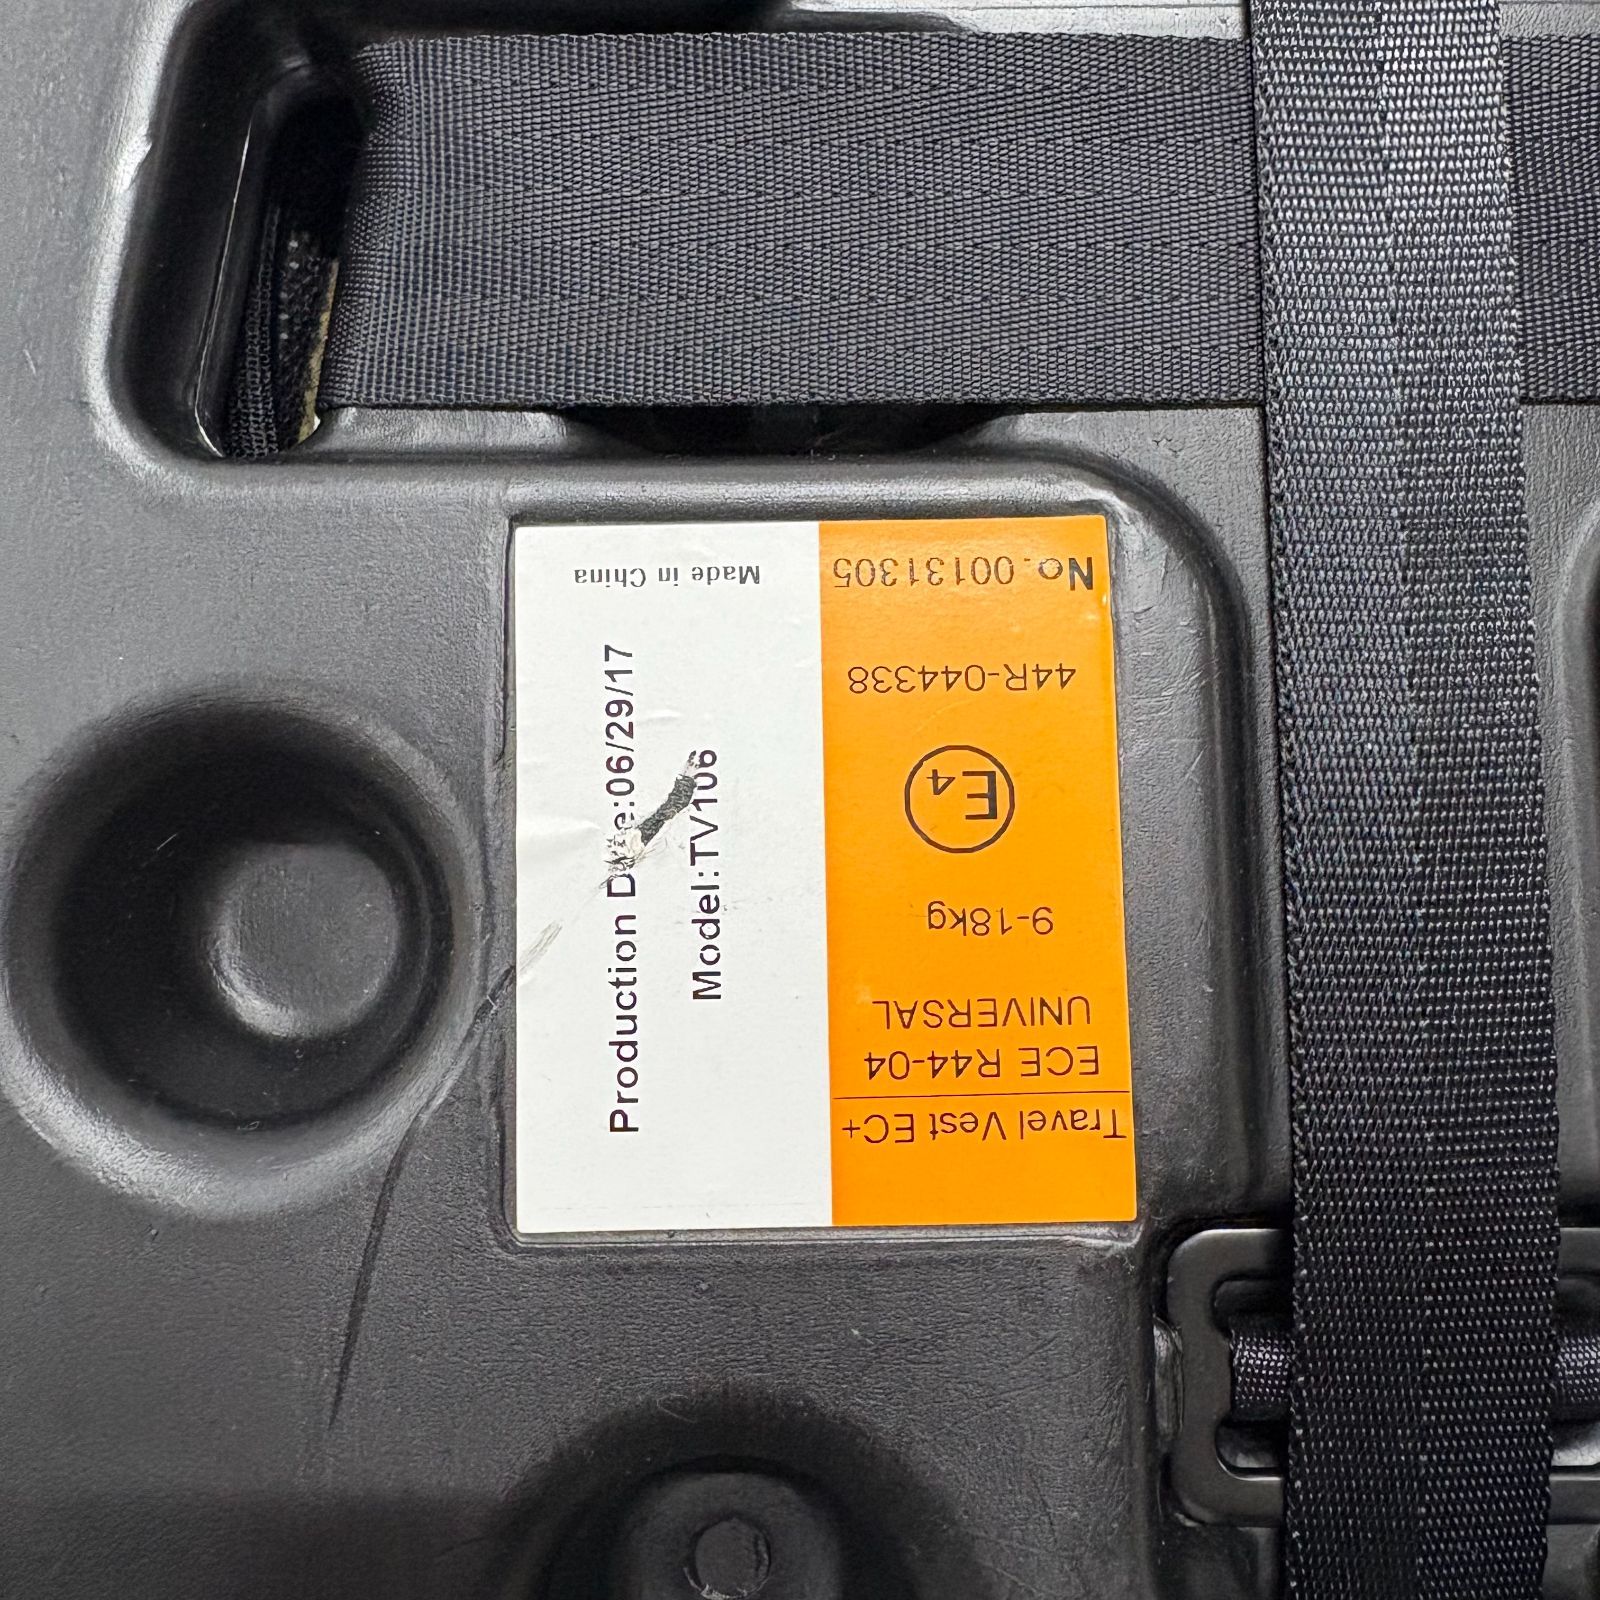 Travel Vest EC+
ECE R44-04
UNIVERSAL
9-18kg
E4
44R-044338
No. 00131305
Made in China
Model:TV106
Production Date:06/29/17